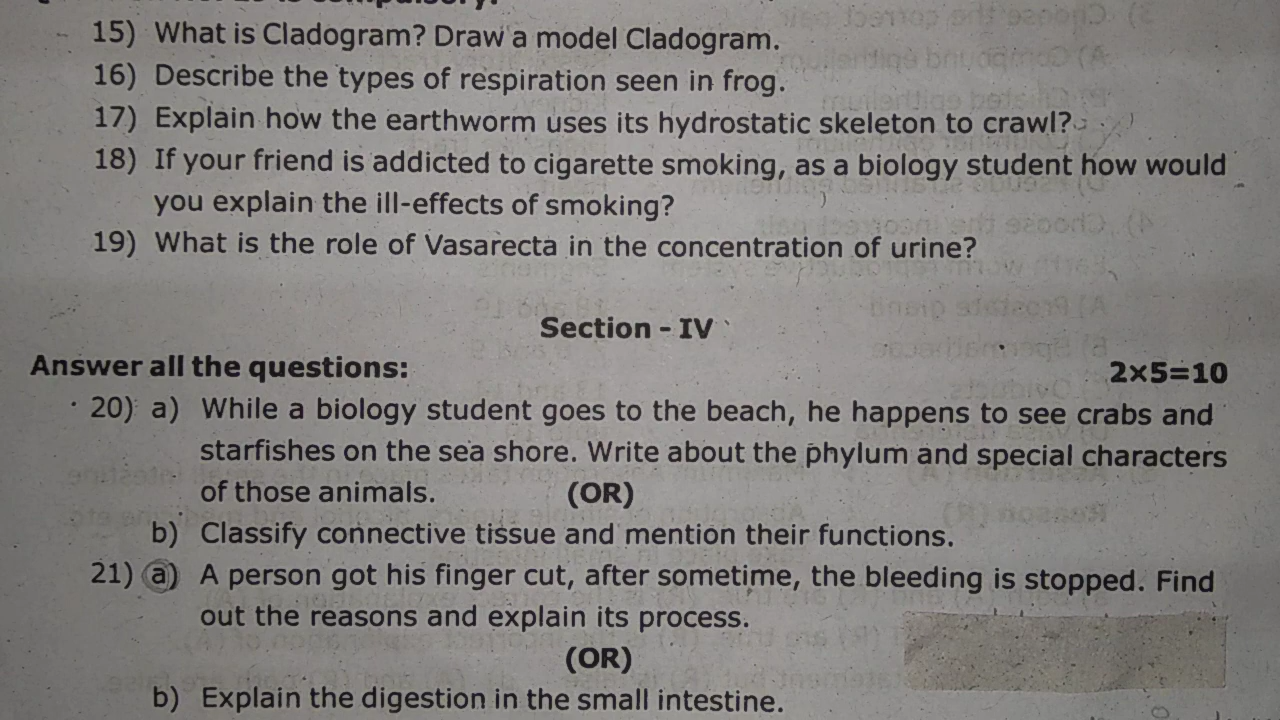 15) What is Cladogram? Draw a model Cladogram.
16) Describe the types of respiration seen in frog.
17) Explain how the earthworm uses its hydrostatic skeleton to crawl?
18) If your friend is addicted to cigarette smoking, as a biology student how would
you explain the ill-effects of smoking?
19) What is the role of Vasarecta in the concentration of urine?
Section - IV
Answer all the questions: 2x5=10
20) a) While a biology student goes to the beach, he happens to see crabs and
starfishes on the sea shore. Write about the phylum and special characters
of those animals. (OR)
b) Classify connective tissue and mention their functions.
21) a) A person got his finger cut, after sometime, the bleeding is stopped. Find
out the reasons and explain its process.
(OR)
b) Explain the digestion in the small intestine.